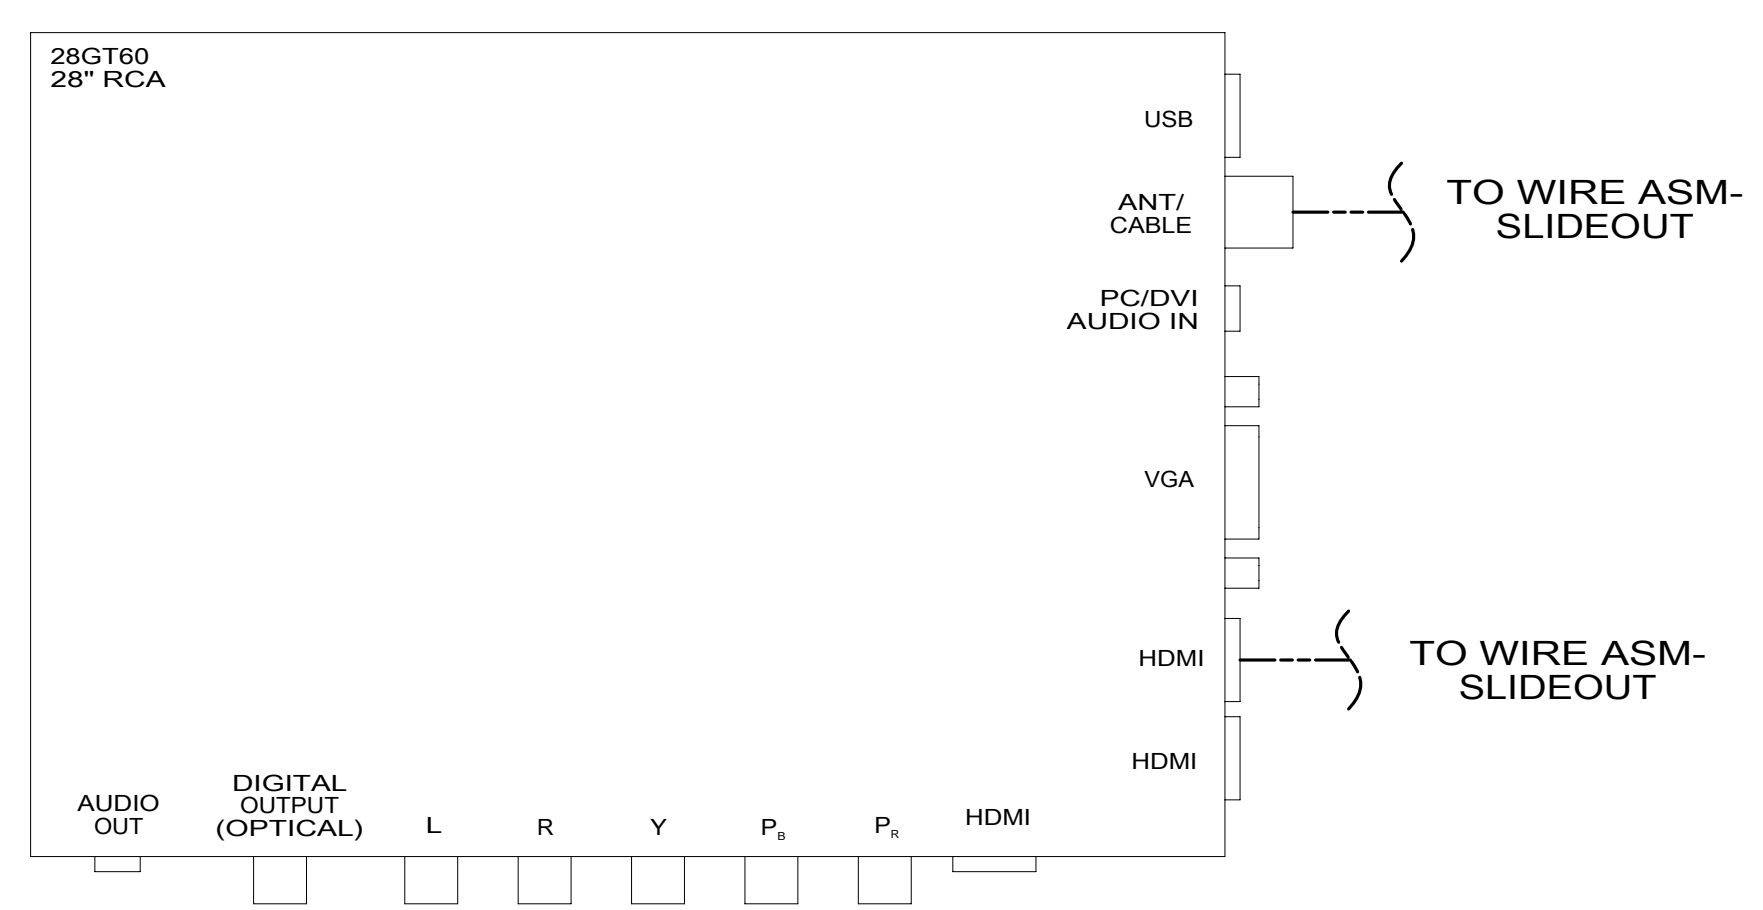 28GT60
28" RCA
USB
ANT/
CABLE
TO WIRE ASM-
SLIDEOUT
PC/DVI
AUDIO IN
VGA
HDMI
TO WIRE ASM-
SLIDEOUT
HDMI
AUDIO
OUT
DIGITAL
OUTPUT
(OPTICAL)
L
R
Y
PB
PR
HDMI